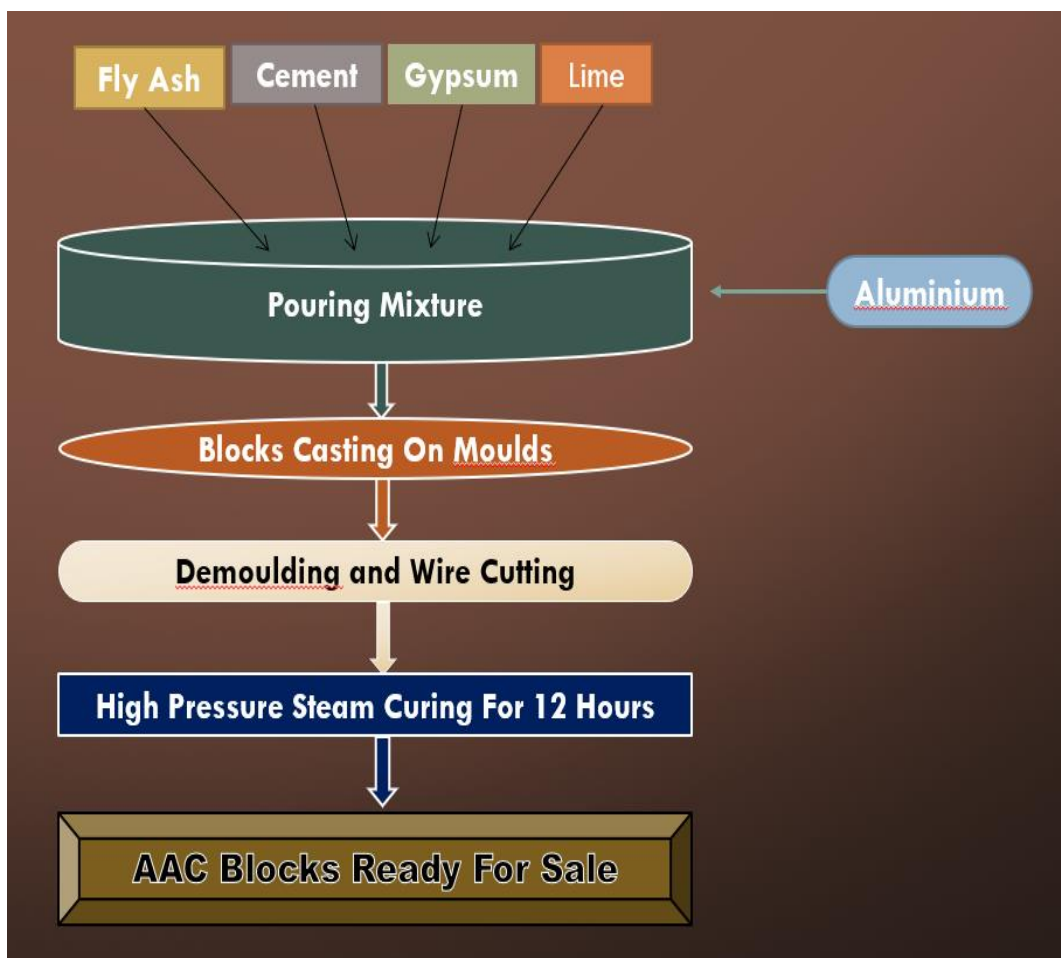 Fly Ash
Cement
Gypsum
Lime
Pouring Mixture
Aluminium
Blocks Casting On Moulds
Demoulding and Wire Cutting
High Pressure Steam Curing For 12 Hours
AAC Blocks Ready For Sale